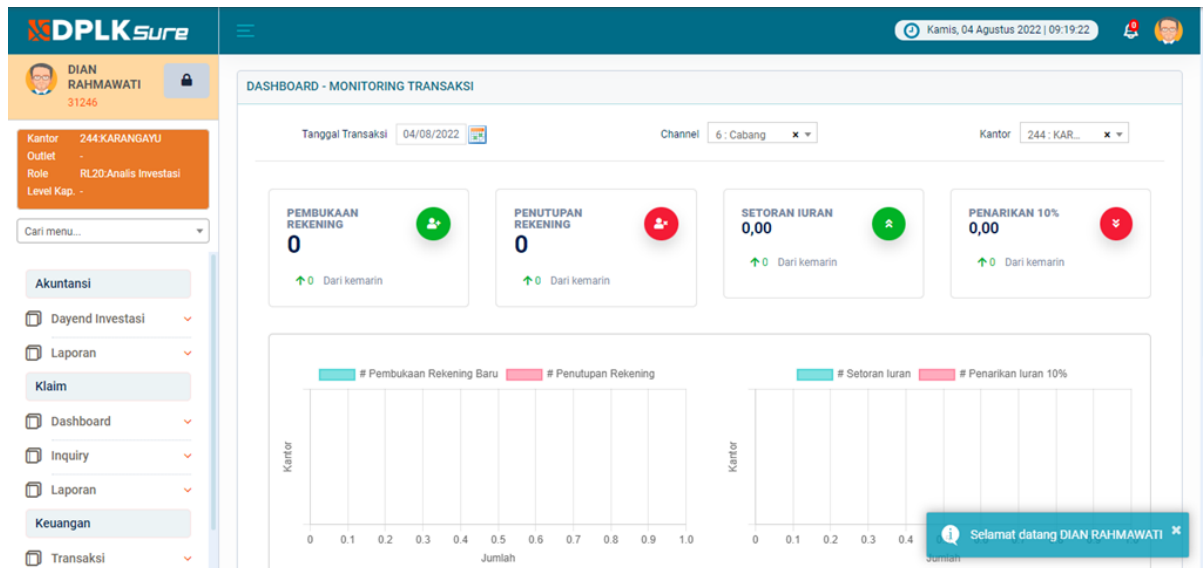 DPLKSure
Kamis, 04 Agustus 2022 | 09:19:22
DIAN
RAHMAWATI
31246
Kantor 244:KARANGAYU
Outlet -
Role RL20:Analis Investasi
Level Kap. -
Cari menu...
Akuntansi
Dayend Investasi
Laporan
Klaim
Dashboard
Inquiry
Laporan
Keuangan
Transaksi
DASHBOARD - MONITORING TRANSAKSI
Tanggal Transaksi 04/08/2022
Channel 6 : Cabang x
Kantor 244 : KAR... x
PEMBUKAAN
REKENING
0
0 Dari kemarin
PENUTUPAN
REKENING
0
0 Dari kemarin
SETORAN IURAN
0,00
0 Dari kemarin
PENARIKAN 10%
0,00
0 Dari kemarin
# Pembukaan Rekening Baru # Penutupan Rekening
Kantor
0 0.1 0.2 0.3 0.4 0.5 0.6 0.7 0.8 0.9 1.0
Jumlah
# Setoran Iuran # Penarikan Iuran 10%
Kantor
0 0.1 0.2 0.3 0.4
Jumlah
Selamat datang DIAN RAHMAWATI ×